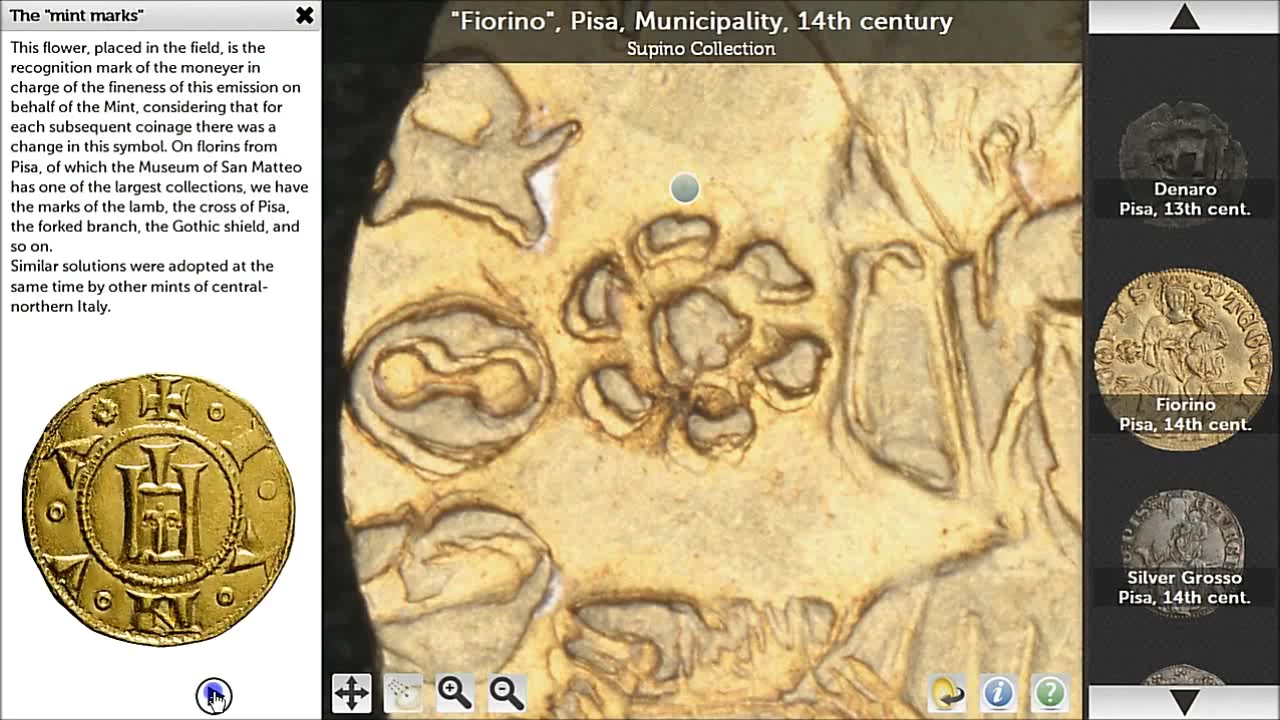 The "mint marks"
This flower, placed in the field, is the
recognition mark of the moneyer in
charge of the fineness of this emission on
behalf of the Mint, considering that for
each subsequent coinage there was a
change in this symbol. On florins from
Pisa, of which the Museum of San Matteo
has one of the largest collections, we have
the marks of the lamb, the cross of Pisa,
the forked branch, the Gothic shield, and
so on.
Similar solutions were adopted at the
same time by other mints of central-
northern Italy.
"Fiorino", Pisa, Municipality, 14th century
Supino Collection
Denaro
Pisa, 13th cent.
Fiorino
Pisa, 14th cent.
Silver Grosso
Pisa, 14th cent.